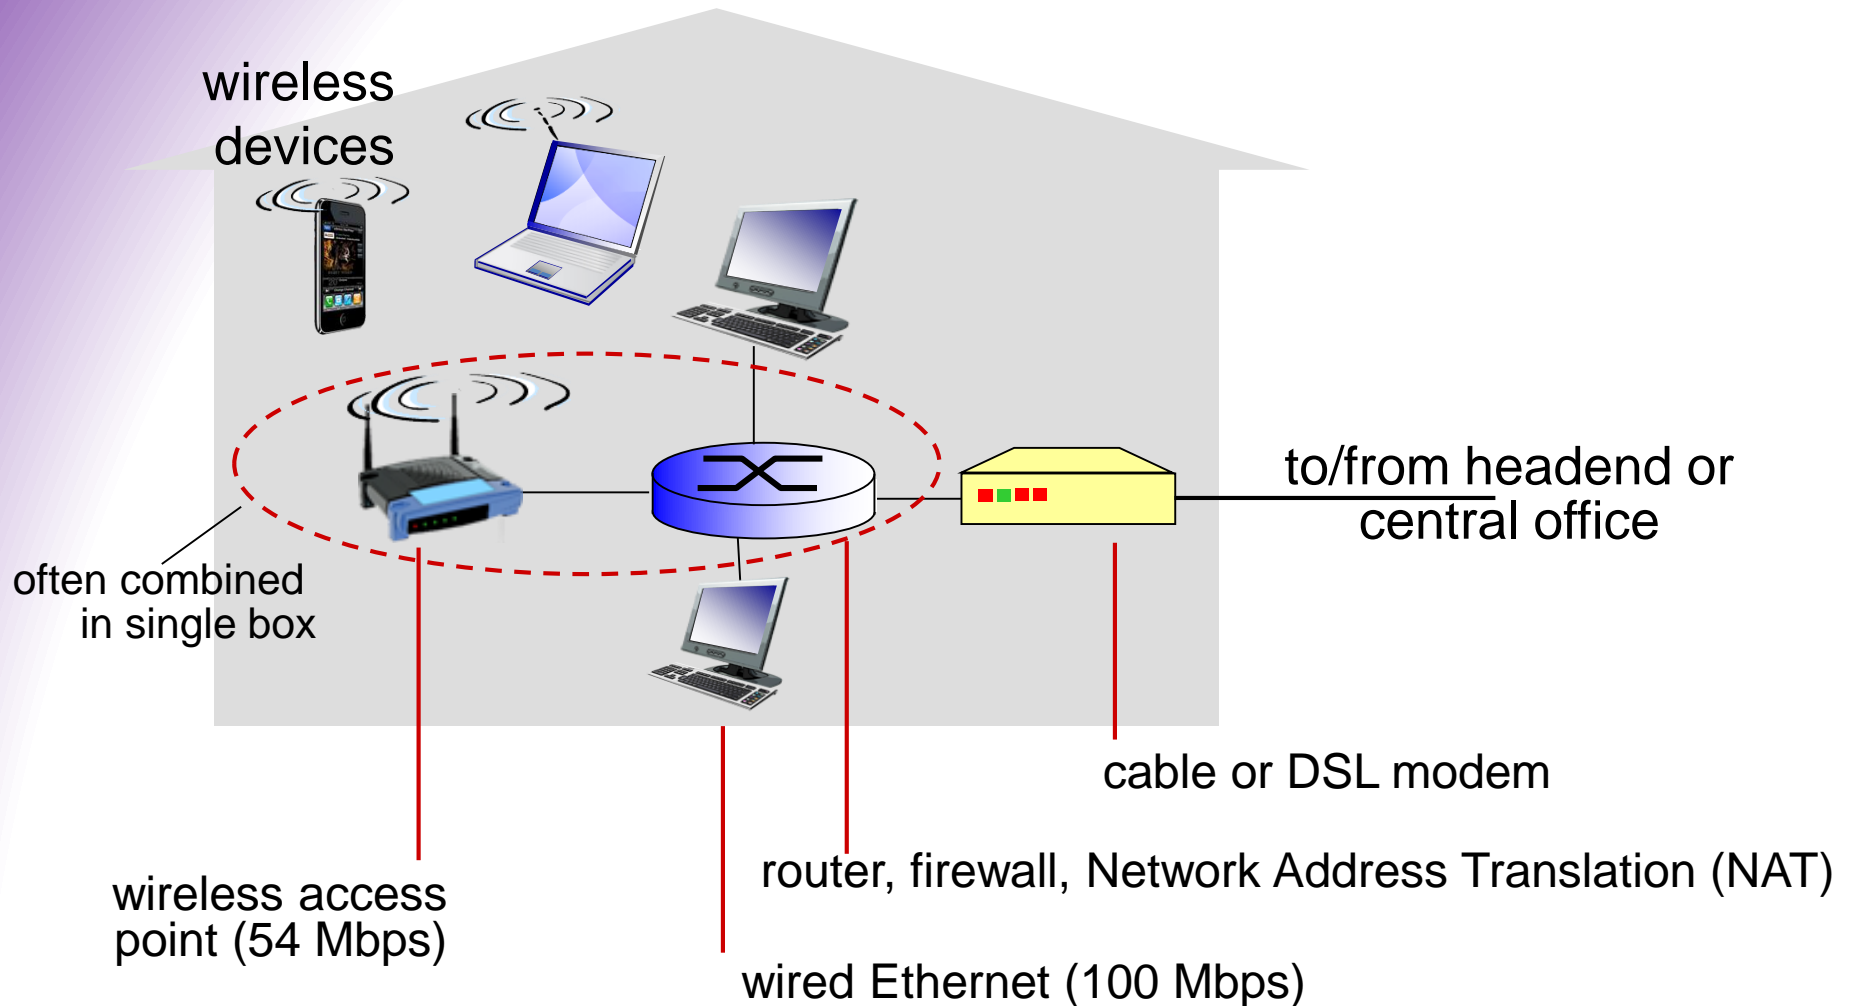 wireless
devices
to/from headend or
central office
often combined
in single box
cable or DSL modem
router, firewall, Network Address Translation (NAT)
wireless access
point (54 Mbps)
wired Ethernet (100 Mbps)